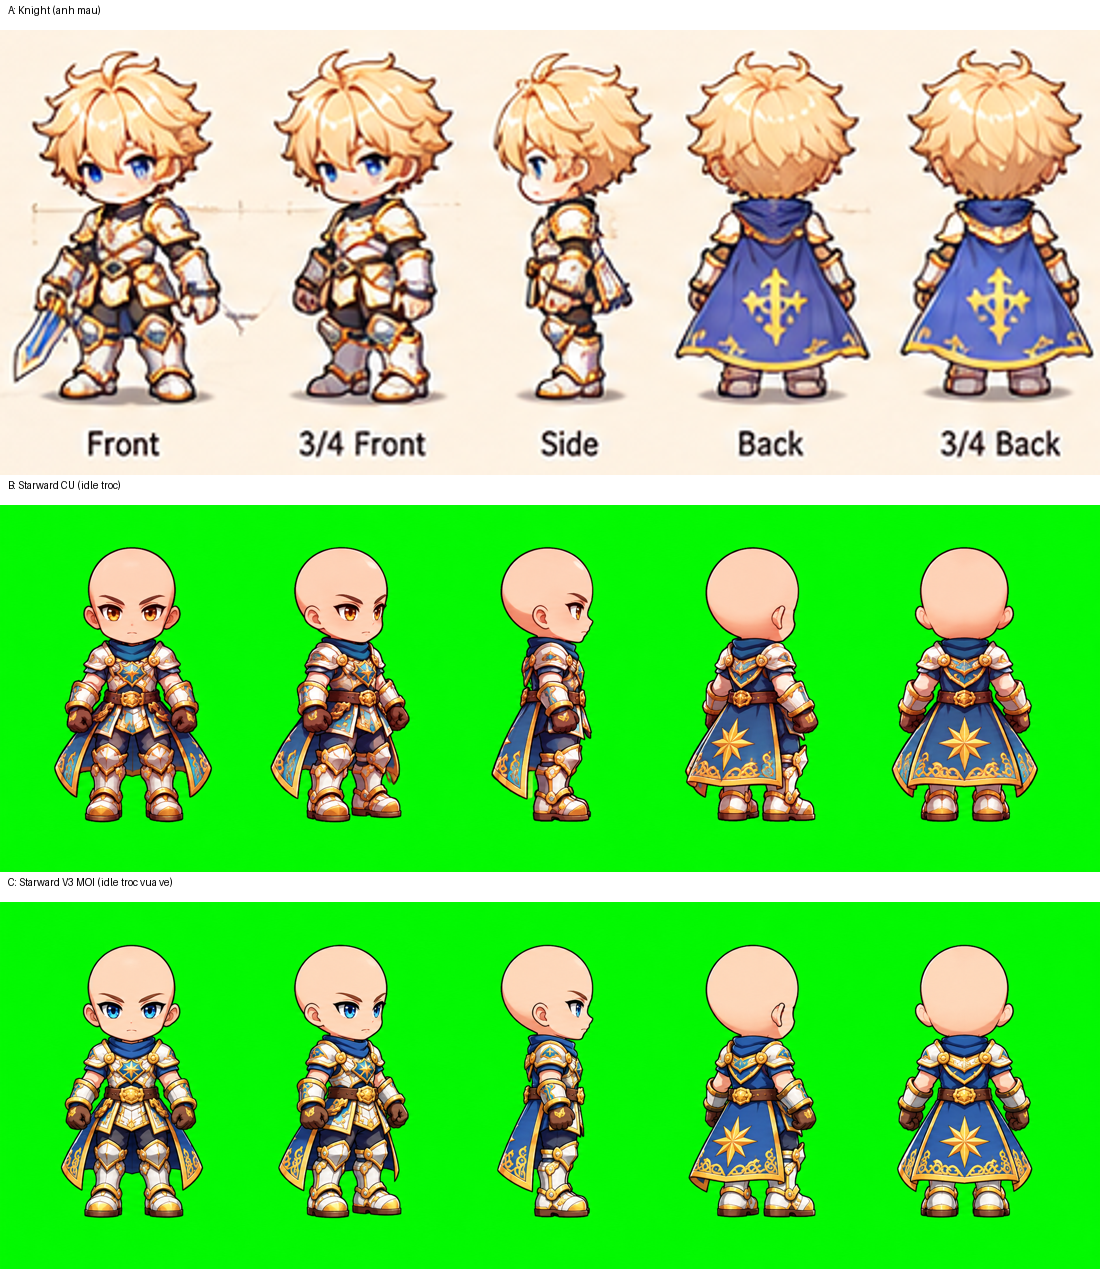 A: Knight (anh mau)
Front
3/4 Front
Side
Back
3/4 Back
B: Starward CU (idle troc)
C: Starward V3 MOI (idle troc vua ve)